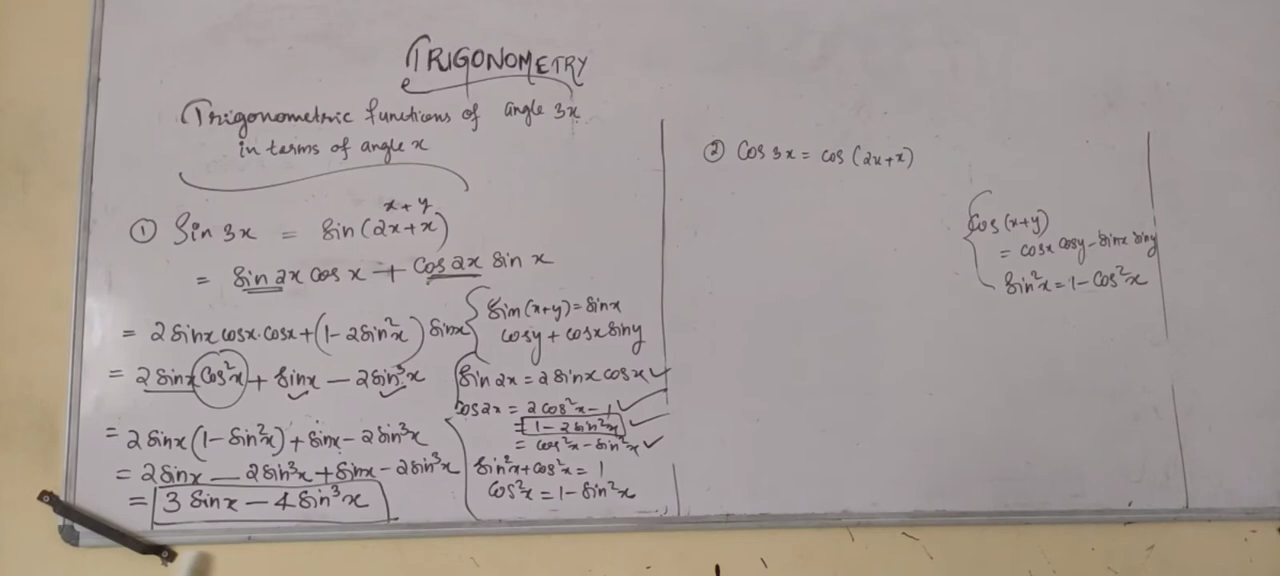 TRIGONOMETRY
Trigonometric functions of angle 3x
in terms of angle x
x + y
① Sin 3x = sin (2x+x)
= sin 2x cos x + cos 2x sin x
= 2 sinx cosx·cosx + (1-2sin²x) sinx
= 2 sinx cos²x + sinx - 2sin³x
= 2 sinx (1-sin²x) + sinx - 2sin³x
= 2sinx - 2sin³x + sinx - 2sin³x
= 3 sinx - 4 sin³x
sin (x+y) = sinx
cosy + cosx siny
sin 2x = 2 sinx cosx ✓
cos2x = 2 cos²x - 1 ✓
= 1 - 2sin²x ✓
= cos²x - sin²x ✓
sin²x + cos²x = 1
cos²x = 1 - sin²x
② Cos 3x = cos (2x+x)
Cos (x+y)
= cosx cosy - sinx siny
sin²x = 1 - cos²x